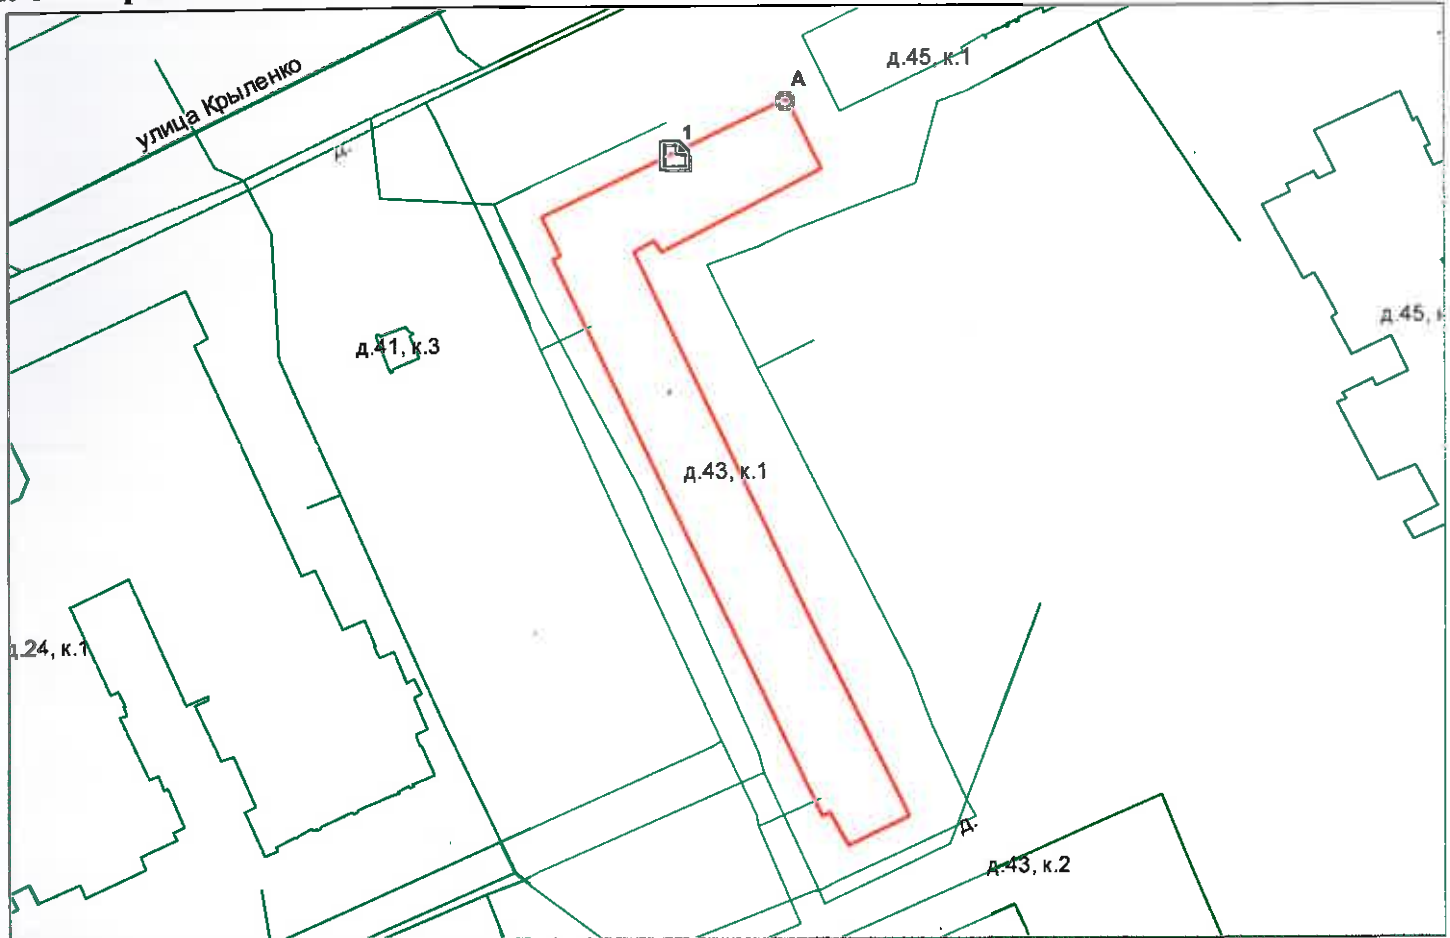 улица Крыленко
д.
1
А
д.45, к.1
д.41, к.3
д.45,
д.43, к.1
д.24, к.1
д.
д.43, к.2